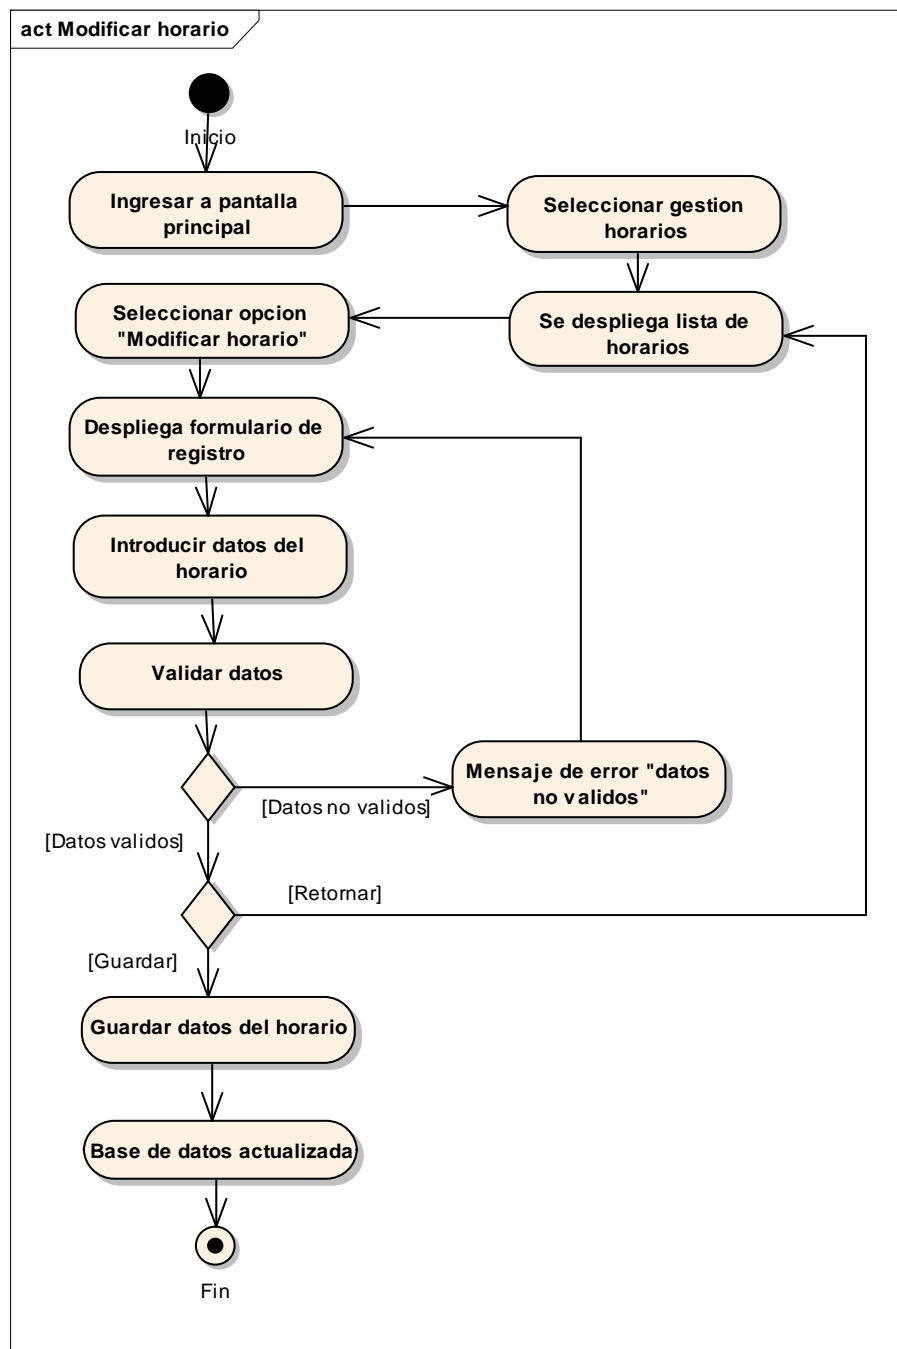 act Modificar horario
Inicio
Ingresar a pantalla
principal
Seleccionar gestion
horarios
Seleccionar opcion
"Modificar horario"
Se despliega lista de
horarios
Despliega formulario de
registro
Introducir datos del
horario
Validar datos
Mensaje de error "datos
no validos"
[Datos no validos]
[Datos validos]
[Retornar]
[Guardar]
Guardar datos del horario
Base de datos actualizada
Fin